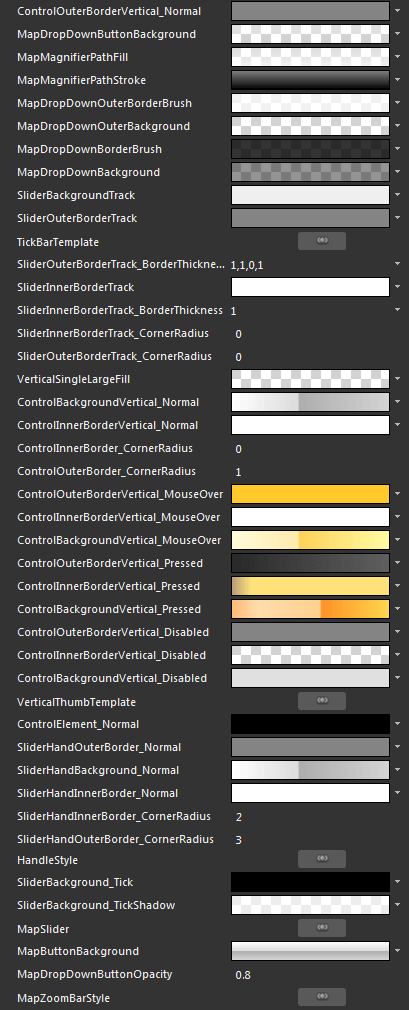 ControlOuterBorderVertical_Normal
MapDropDownButtonBackground
MapMagnifierPathFill
MapMagnifierPathStroke
MapDropDownOuterBorderBrush
MapDropDownOuterBackground
MapDropDownBorderBrush
MapDropDownBackground
SliderBackgroundTrack
SliderOuterBorderTrack
TickBarTemplate
SliderOuterBorderTrack_BorderThickne... 1,1,0,1
SliderInnerBorderTrack
SliderInnerBorderTrack_BorderThickness 1
SliderInnerBorderTrack_CornerRadius 0
SliderOuterBorderTrack_CornerRadius 0
VerticalSingleLargeFill
ControlBackgroundVertical_Normal
ControlInnerBorderVertical_Normal
ControlInnerBorder_CornerRadius 0
ControlOuterBorder_CornerRadius 1
ControlOuterBorderVertical_MouseOver
ControlInnerBorderVertical_MouseOver
ControlBackgroundVertical_MouseOver
ControlOuterBorderVertical_Pressed
ControlInnerBorderVertical_Pressed
ControlBackgroundVertical_Pressed
ControlOuterBorderVertical_Disabled
ControlInnerBorderVertical_Disabled
ControlBackgroundVertical_Disabled
VerticalThumbTemplate
ControlElement_Normal
SliderHandOuterBorder_Normal
SliderHandBackground_Normal
SliderHandInnerBorder_Normal
SliderHandInnerBorder_CornerRadius 2
SliderHandOuterBorder_CornerRadius 3
HandleStyle
SliderBackground_Tick
SliderBackground_TickShadow
MapSlider
MapButtonBackground
MapDropDownButtonOpacity 0.8
MapZoomBarStyle